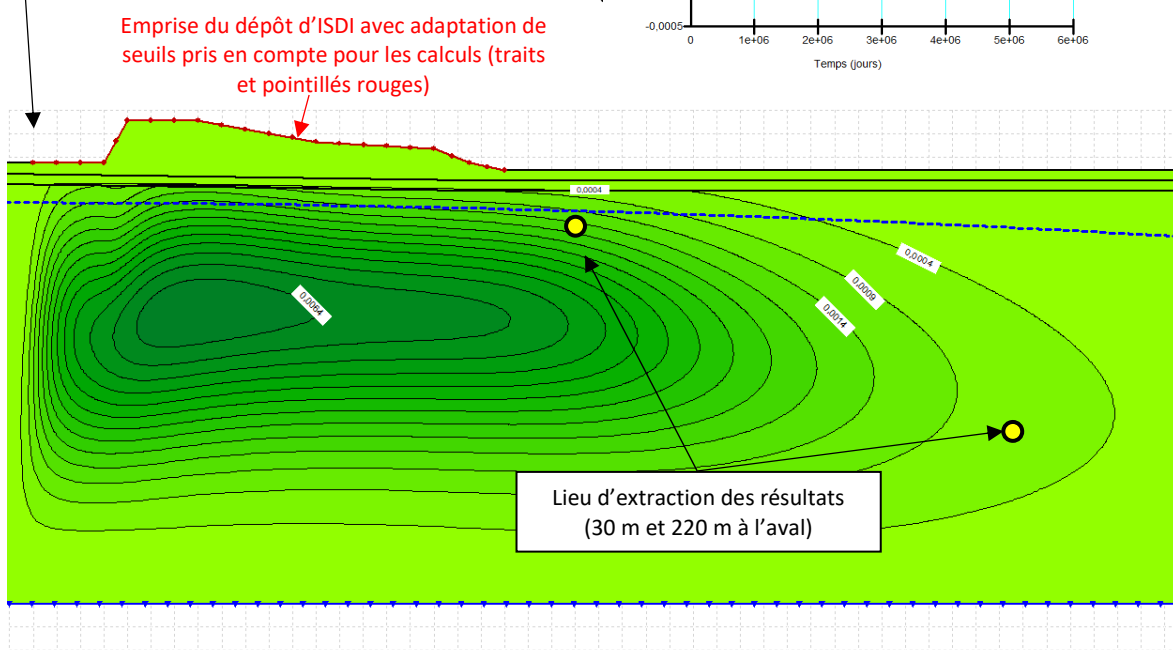 Emprise du dépôt d’ISDI avec adaptation de
seuils pris en compte pour les calculs (traits
et pointillés rouges)
-0,0005
0 1e+06 2e+06 3e+06 4e+06 5e+06 6e+06
Temps (jours)
0,0004
0,0004
0,0009
0,0014
0,0064
Lieu d’extraction des résultats
(30 m et 220 m à l’aval)